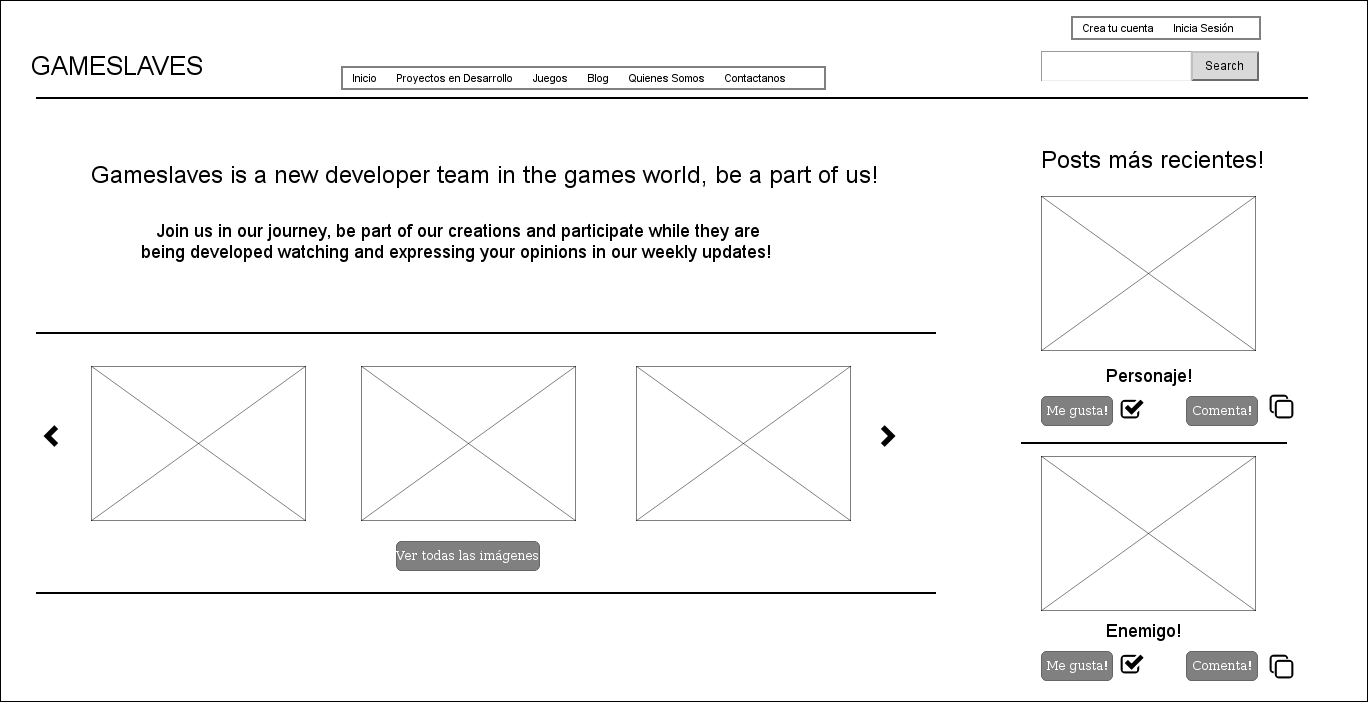 Crea tu cuenta Inicia Sesión
GAMESLAVES
Search
Inicio Proyectos en Desarrollo Juegos Blog Quienes Somos Contactanos
Gameslaves is a new developer team in the games world, be a part of us!
Join us in our journey, be part of our creations and participate while they are
being developed watching and expressing your opinions in our weekly updates!
Ver todas las imágenes
Posts más recientes!
Personaje!
Me gusta! Comenta!
Enemigo!
Me gusta! Comenta!